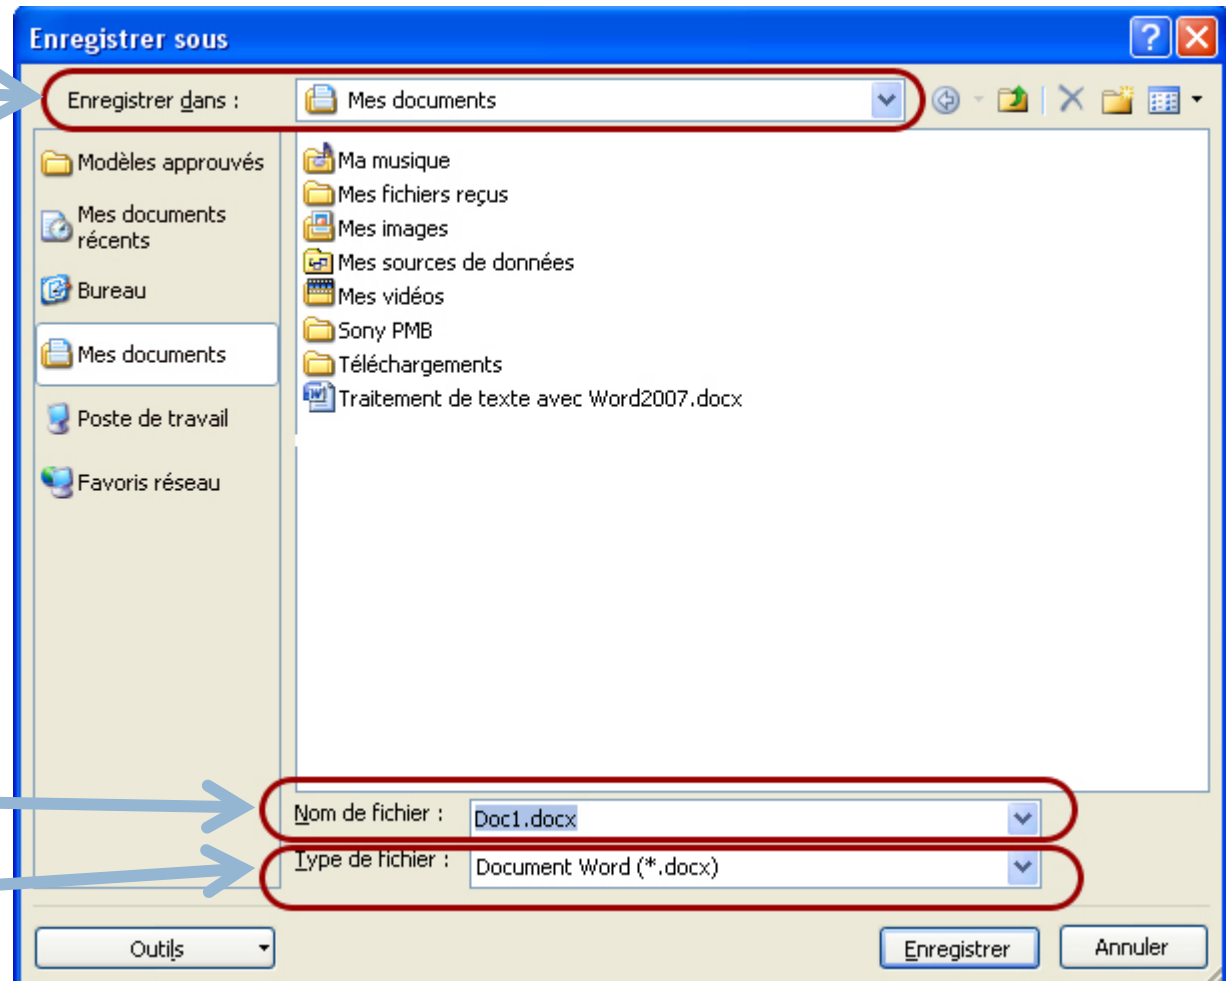 Enregistrer sous
Enregistrer dans :
Mes documents
Modèles approuvés
Mes documents
récents
Bureau
Mes documents
Poste de travail
Favoris réseau
Ma musique
Mes fichiers reçus
Mes images
Mes sources de données
Mes vidéos
Sony PMB
Téléchargements
Traitement de texte avec Word2007.docx
Nom de fichier :
Doc1.docx
Type de fichier :
Document Word (*.docx)
Outils
Enregistrer
Annuler